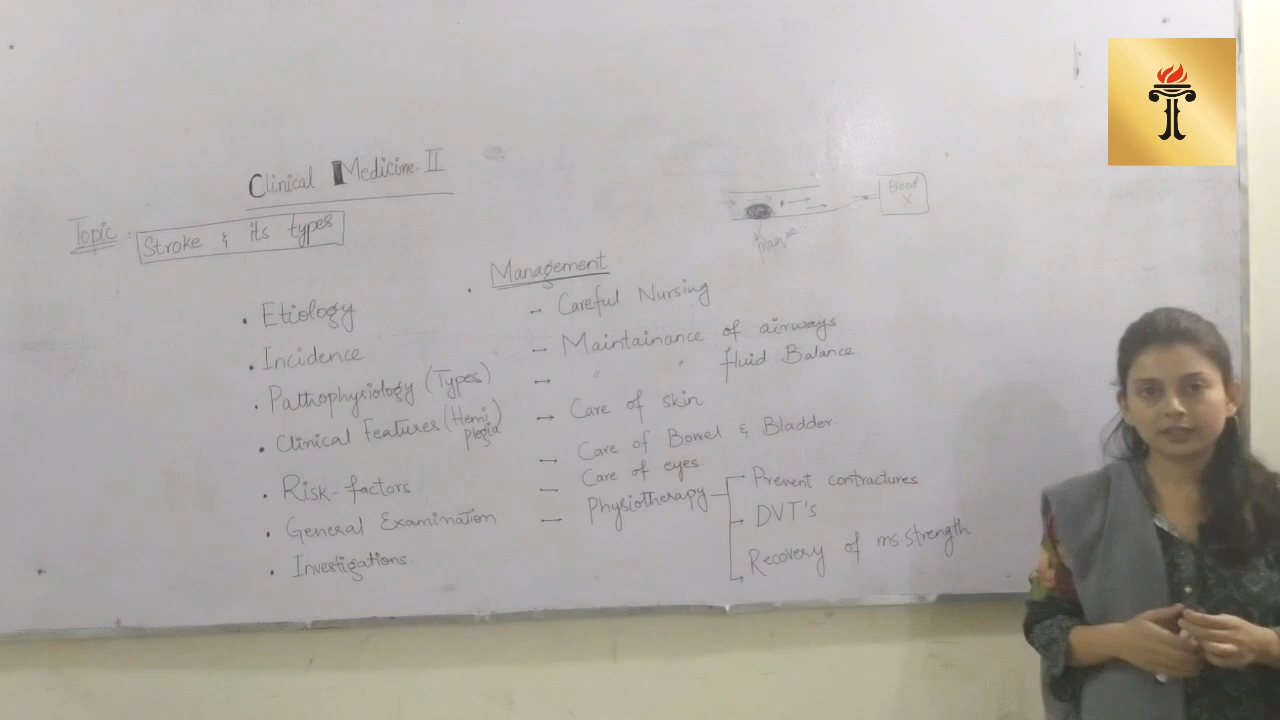 Clinical Medicine II
Topic : Stroke & its types
• Etiology
• Incidence
• Pathophysiology (Types)
• Clinical Features (Hemi
plegia)
• Risk-factors
• General Examination
• Investigations.
• Management
→ Careful Nursing
→ Maintainance of airways
→ " " fluid Balance
→ Care of skin
→ Care of Bowel & Bladder
→ Care of eyes
→ Physiotherapy
Prevent contractures
→ DVT's
→ Recovery of ms strength
Blood
X